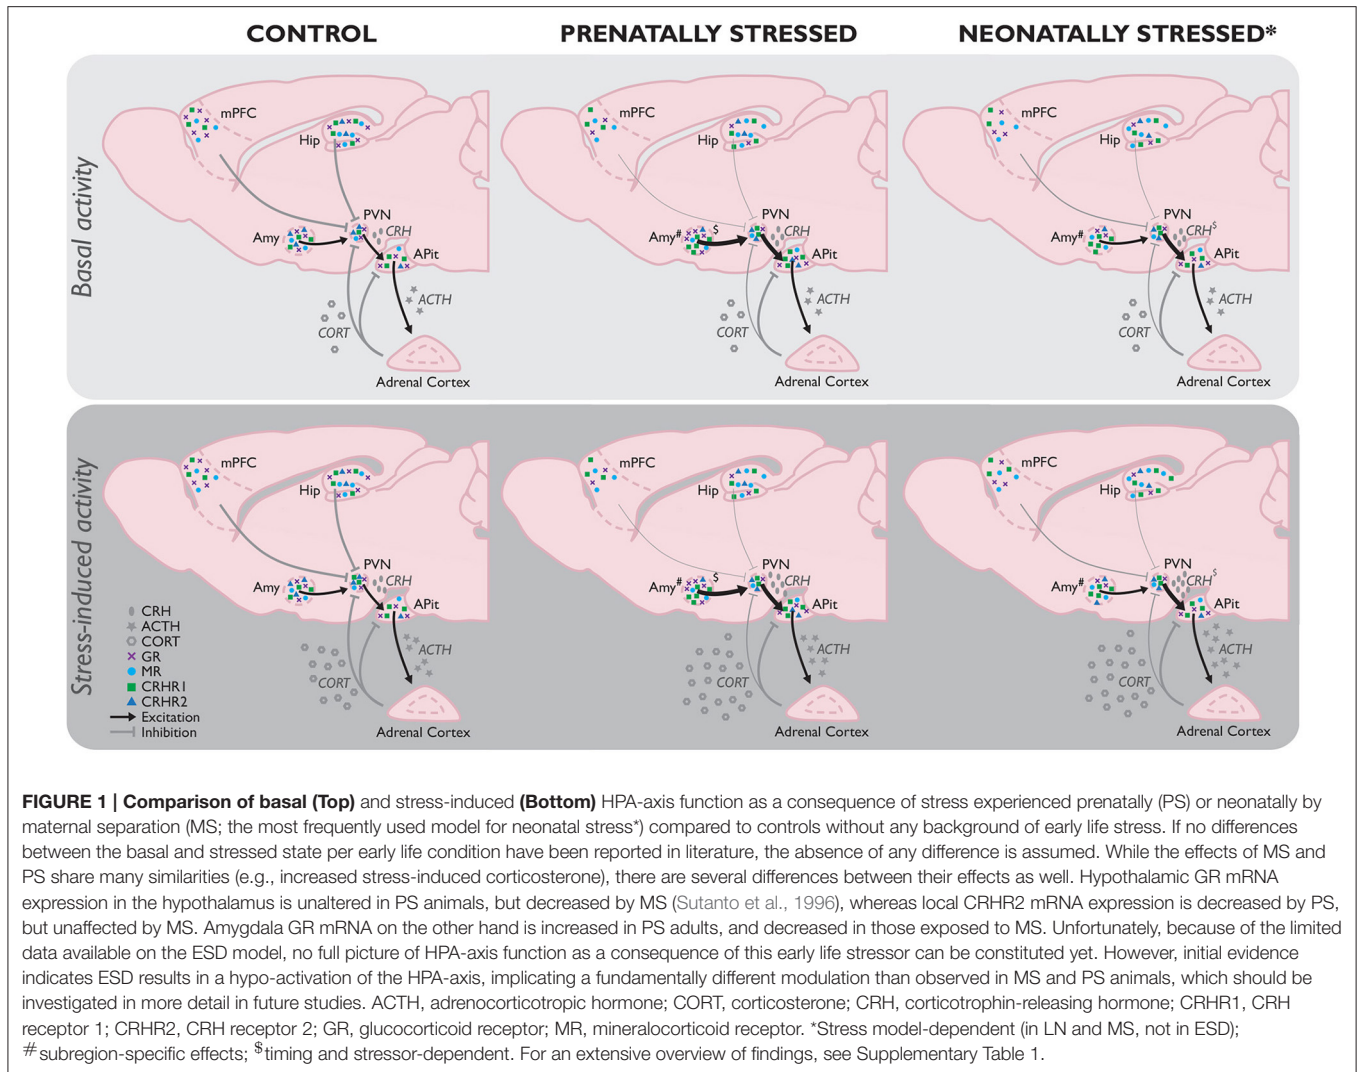 CONTROL
PRENATALLY STRESSED
NEONATALLY STRESSED*
Basal activity
mPFC
Hip
PVN
Amy
CRH
APit
ACTH
CORT
Adrenal Cortex
mPFC
Hip
PVN
Amy#
$
CRH
APit
ACTH
CORT
Adrenal Cortex
mPFC
Hip
PVN
Amy#
CRH$
APit
ACTH
CORT
Adrenal Cortex
Stress-induced activity
mPFC
Hip
PVN
Amy
CRH
APit
ACTH
CORT
Adrenal Cortex
CRH
ACTH
CORT
GR
MR
CRHR1
CRHR2
Excitation
Inhibition
mPFC
Hip
PVN
Amy#
$
CRH
APit
ACTH
CORT
Adrenal Cortex
mPFC
Hip
PVN
Amy#
CRH$
APit
ACTH
CORT
Adrenal Cortex
FIGURE 1 | Comparison of basal (Top) and stress-induced (Bottom) HPA-axis function as a consequence of stress experienced prenatally (PS) or neonatally by
maternal separation (MS; the most frequently used model for neonatal stress*) compared to controls without any background of early life stress. If no differences
between the basal and stressed state per early life condition have been reported in literature, the absence of any difference is assumed. While the effects of MS and
PS share many similarities (e.g., increased stress-induced corticosterone), there are several differences between their effects as well. Hypothalamic GR mRNA
expression in the hypothalamus is unaltered in PS animals, but decreased by MS (Sutanto et al., 1996), whereas local CRHR2 mRNA expression is decreased by PS,
but unaffected by MS. Amygdala GR mRNA on the other hand is increased in PS adults, and decreased in those exposed to MS. Unfortunately, because of the limited
data available on the ESD model, no full picture of HPA-axis function as a consequence of this early life stressor can be constituted yet. However, initial evidence
indicates ESD results in a hypo-activation of the HPA-axis, implicating a fundamentally different modulation than observed in MS and PS animals, which should be
investigated in more detail in future studies. ACTH, adrenocorticotropic hormone; CORT, corticosterone; CRH, corticotrophin-releasing hormone; CRHR1, CRH
receptor 1; CRHR2, CRH receptor 2; GR, glucocorticoid receptor; MR, mineralocorticoid receptor. *Stress model-dependent (in LN and MS, not in ESD);
#subregion-specific effects; $timing and stressor-dependent. For an extensive overview of findings, see Supplementary Table 1.